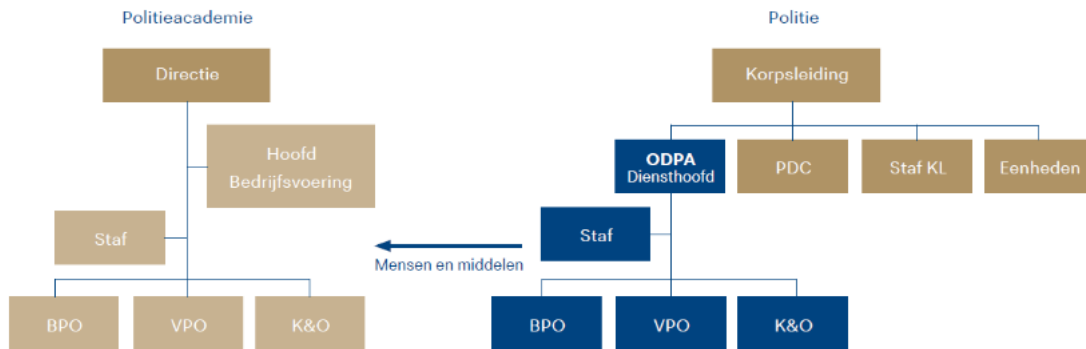 Politieacademie
Politie
Directie
Korpsleiding
Hoofd
Bedrijfsvoering
ODPA
Diensthoofd
PDC
Staf KL
Eenheden
Staf
Staf
Mensen en middelen
BPO
VPO
K&O
BPO
VPO
K&O